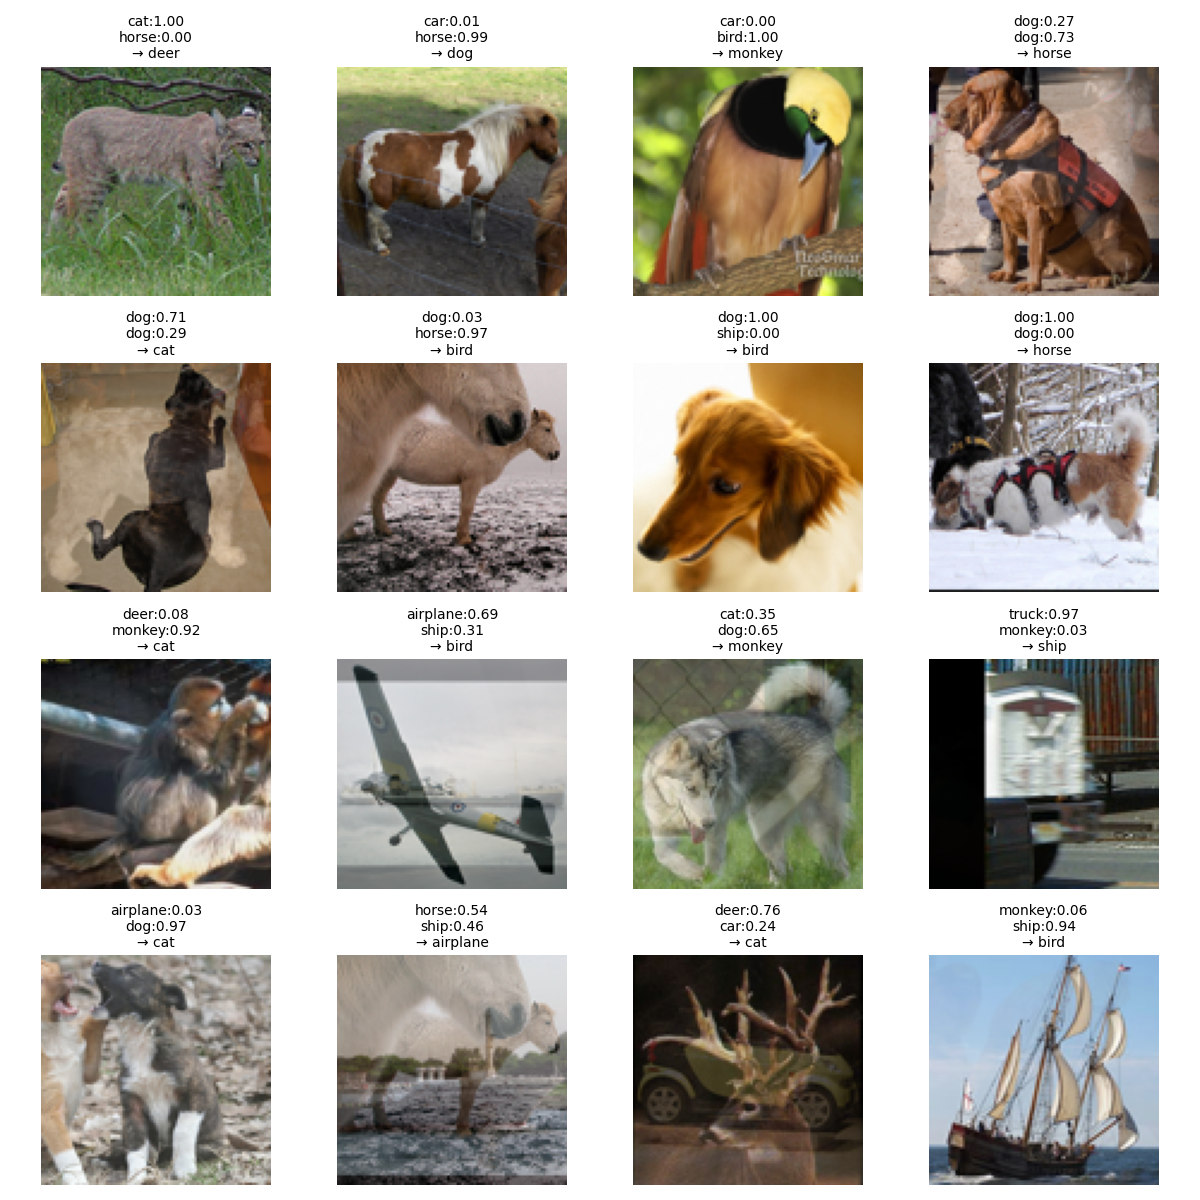 cat:1.00
horse:0.00
→ deer
car:0.01
horse:0.99
→ dog
car:0.00
bird:1.00
→ monkey
dog:0.27
dog:0.73
→ horse
NeoSmart
Technolog
dog:0.71
dog:0.29
→ cat
dog:0.03
horse:0.97
→ bird
dog:1.00
ship:0.00
→ bird
dog:1.00
dog:0.00
→ horse
deer:0.08
monkey:0.92
→ cat
airplane:0.69
ship:0.31
→ bird
cat:0.35
dog:0.65
→ monkey
truck:0.97
monkey:0.03
→ ship
airplane:0.03
dog:0.97
→ cat
horse:0.54
ship:0.46
→ airplane
deer:0.76
car:0.24
→ cat
monkey:0.06
ship:0.94
→ bird